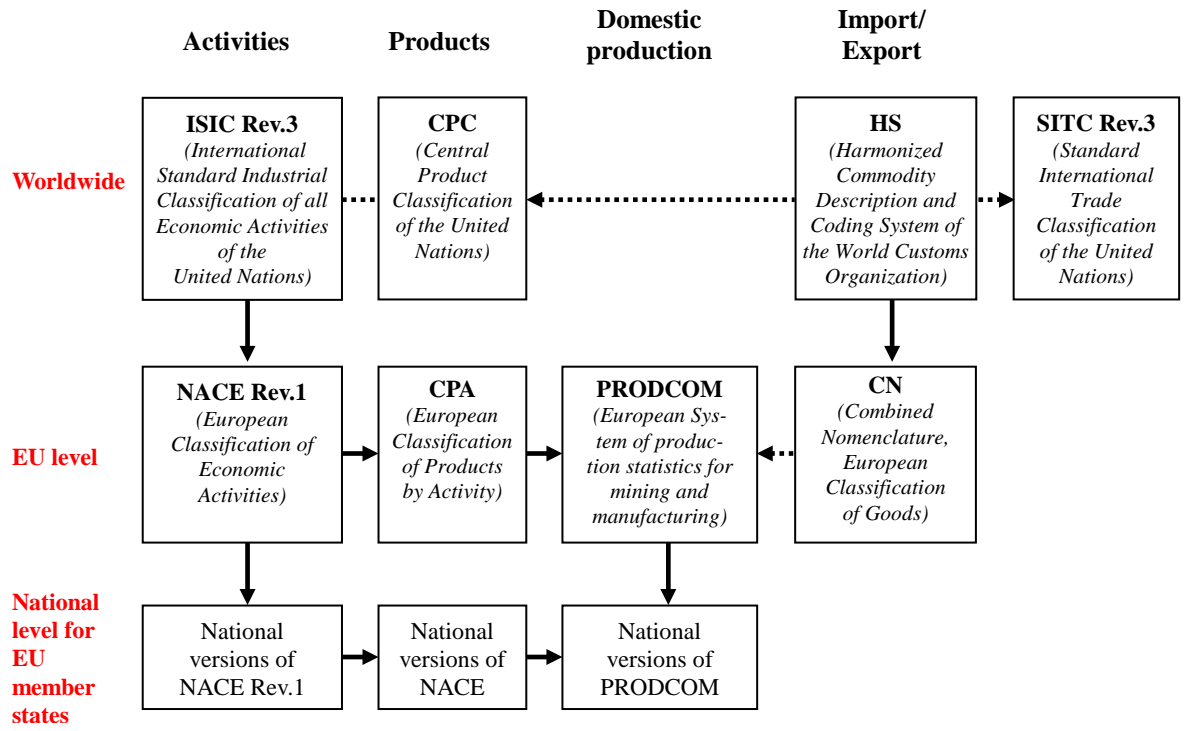 Activities
Products
Domestic
production
Import/
Export
Worldwide
ISIC Rev.3
(International
Standard Industrial
Classification of all
Economic Activities
of the
United Nations)
CPC
(Central
Product
Classification
of the United
Nations)
HS
(Harmonized
Commodity
Description and
Coding System of
the World Customs
Organization)
SITC Rev.3
(Standard
International
Trade
Classification
of the United
Nations)
EU level
NACE Rev.1
(European
Classification of
Economic
Activities)
CPA
(European
Classification
of Products
by Activity)
PRODCOM
(European Sys-
tem of produc-
tion statistics for
mining and
manufacturing)
CN
(Combined
Nomenclature,
European
Classification
of Goods)
National
level for
EU
member
states
National
versions of
NACE Rev.1
National
versions of
NACE
National
versions of
PRODCOM